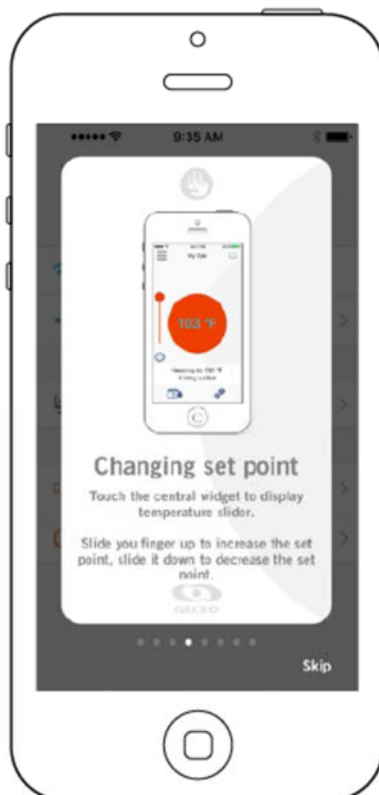 9:35 AM
My Spa
103 °F
Changing set point
Touch the central widget to display
temperature slider.
Slide you finger up to increase the set
point, slide it down to decrease the set
point.
Skip